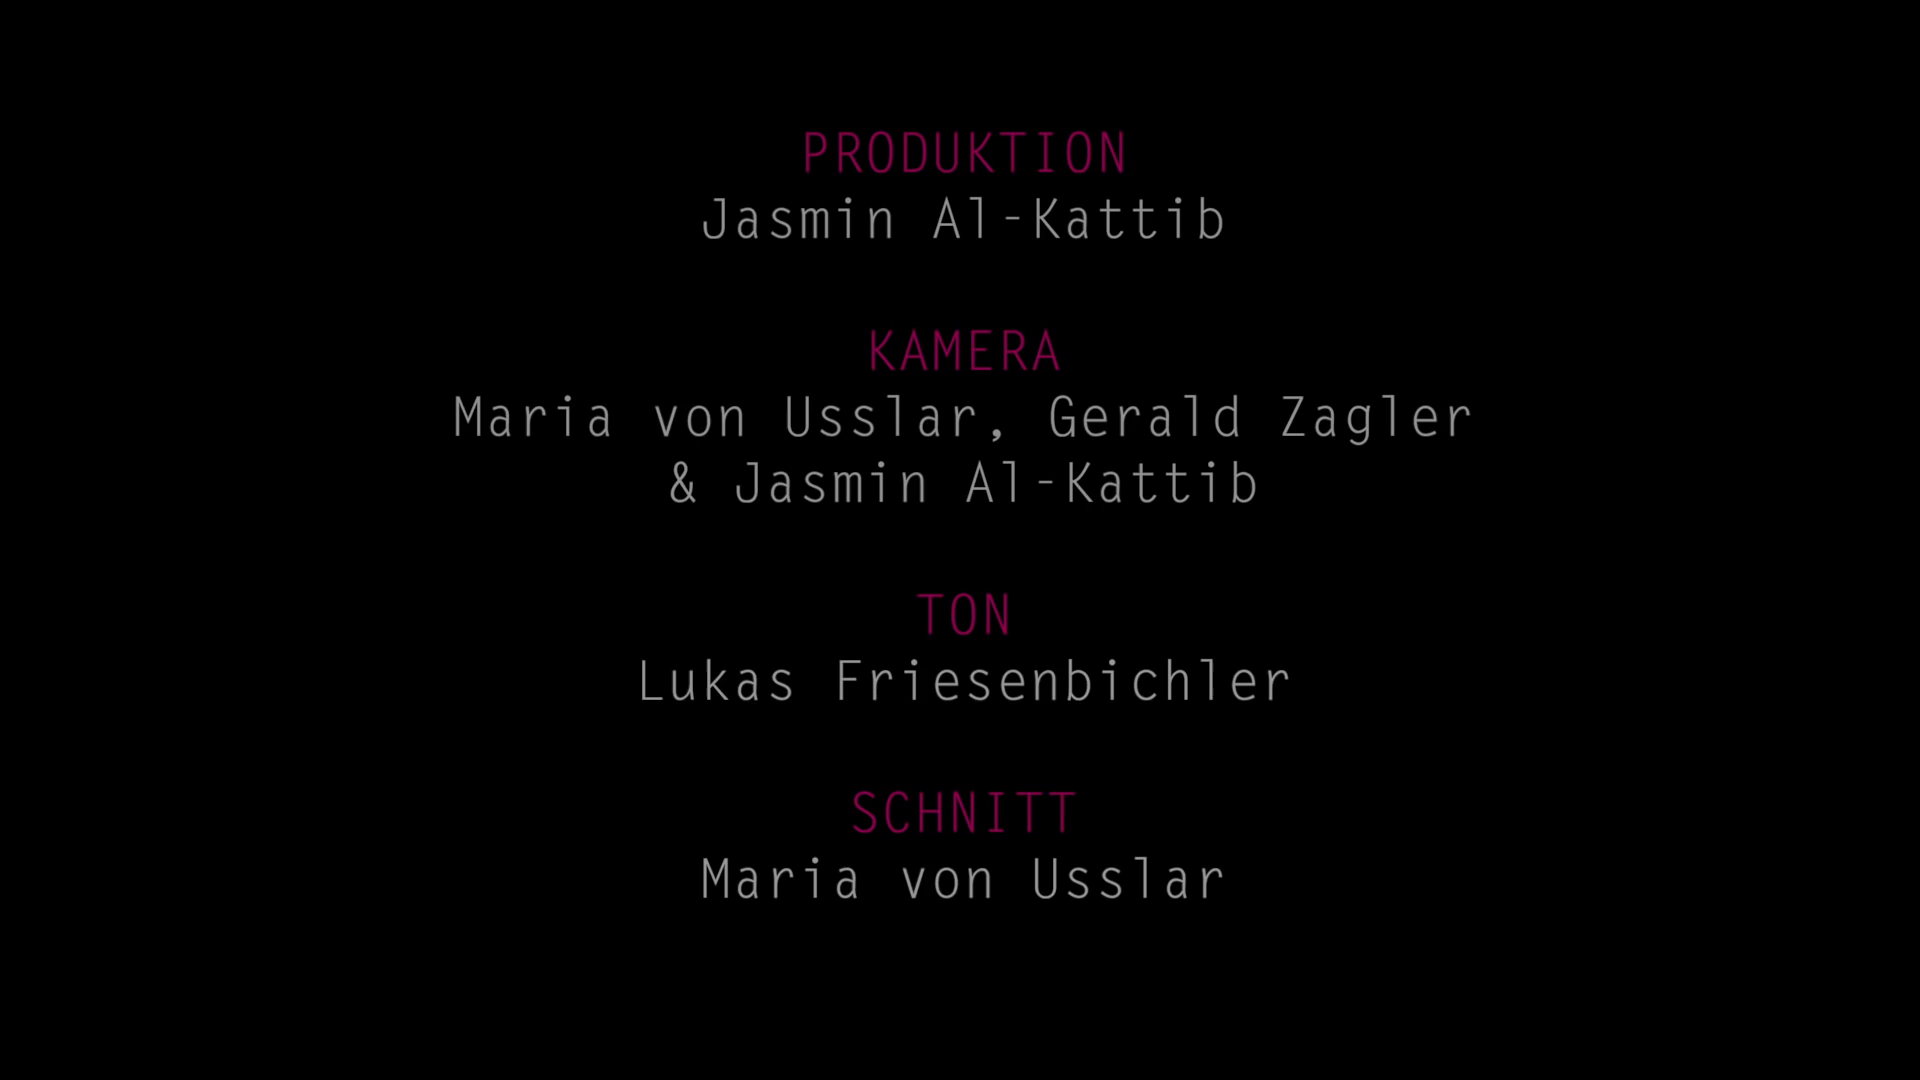 PRODUKTION
Jasmin Al-Kattib
KAMERA
Maria von Usslar, Gerald Zagler
& Jasmin Al-Kattib
TON
Lukas Friesenbichler
SCHNITT
Maria von Usslar